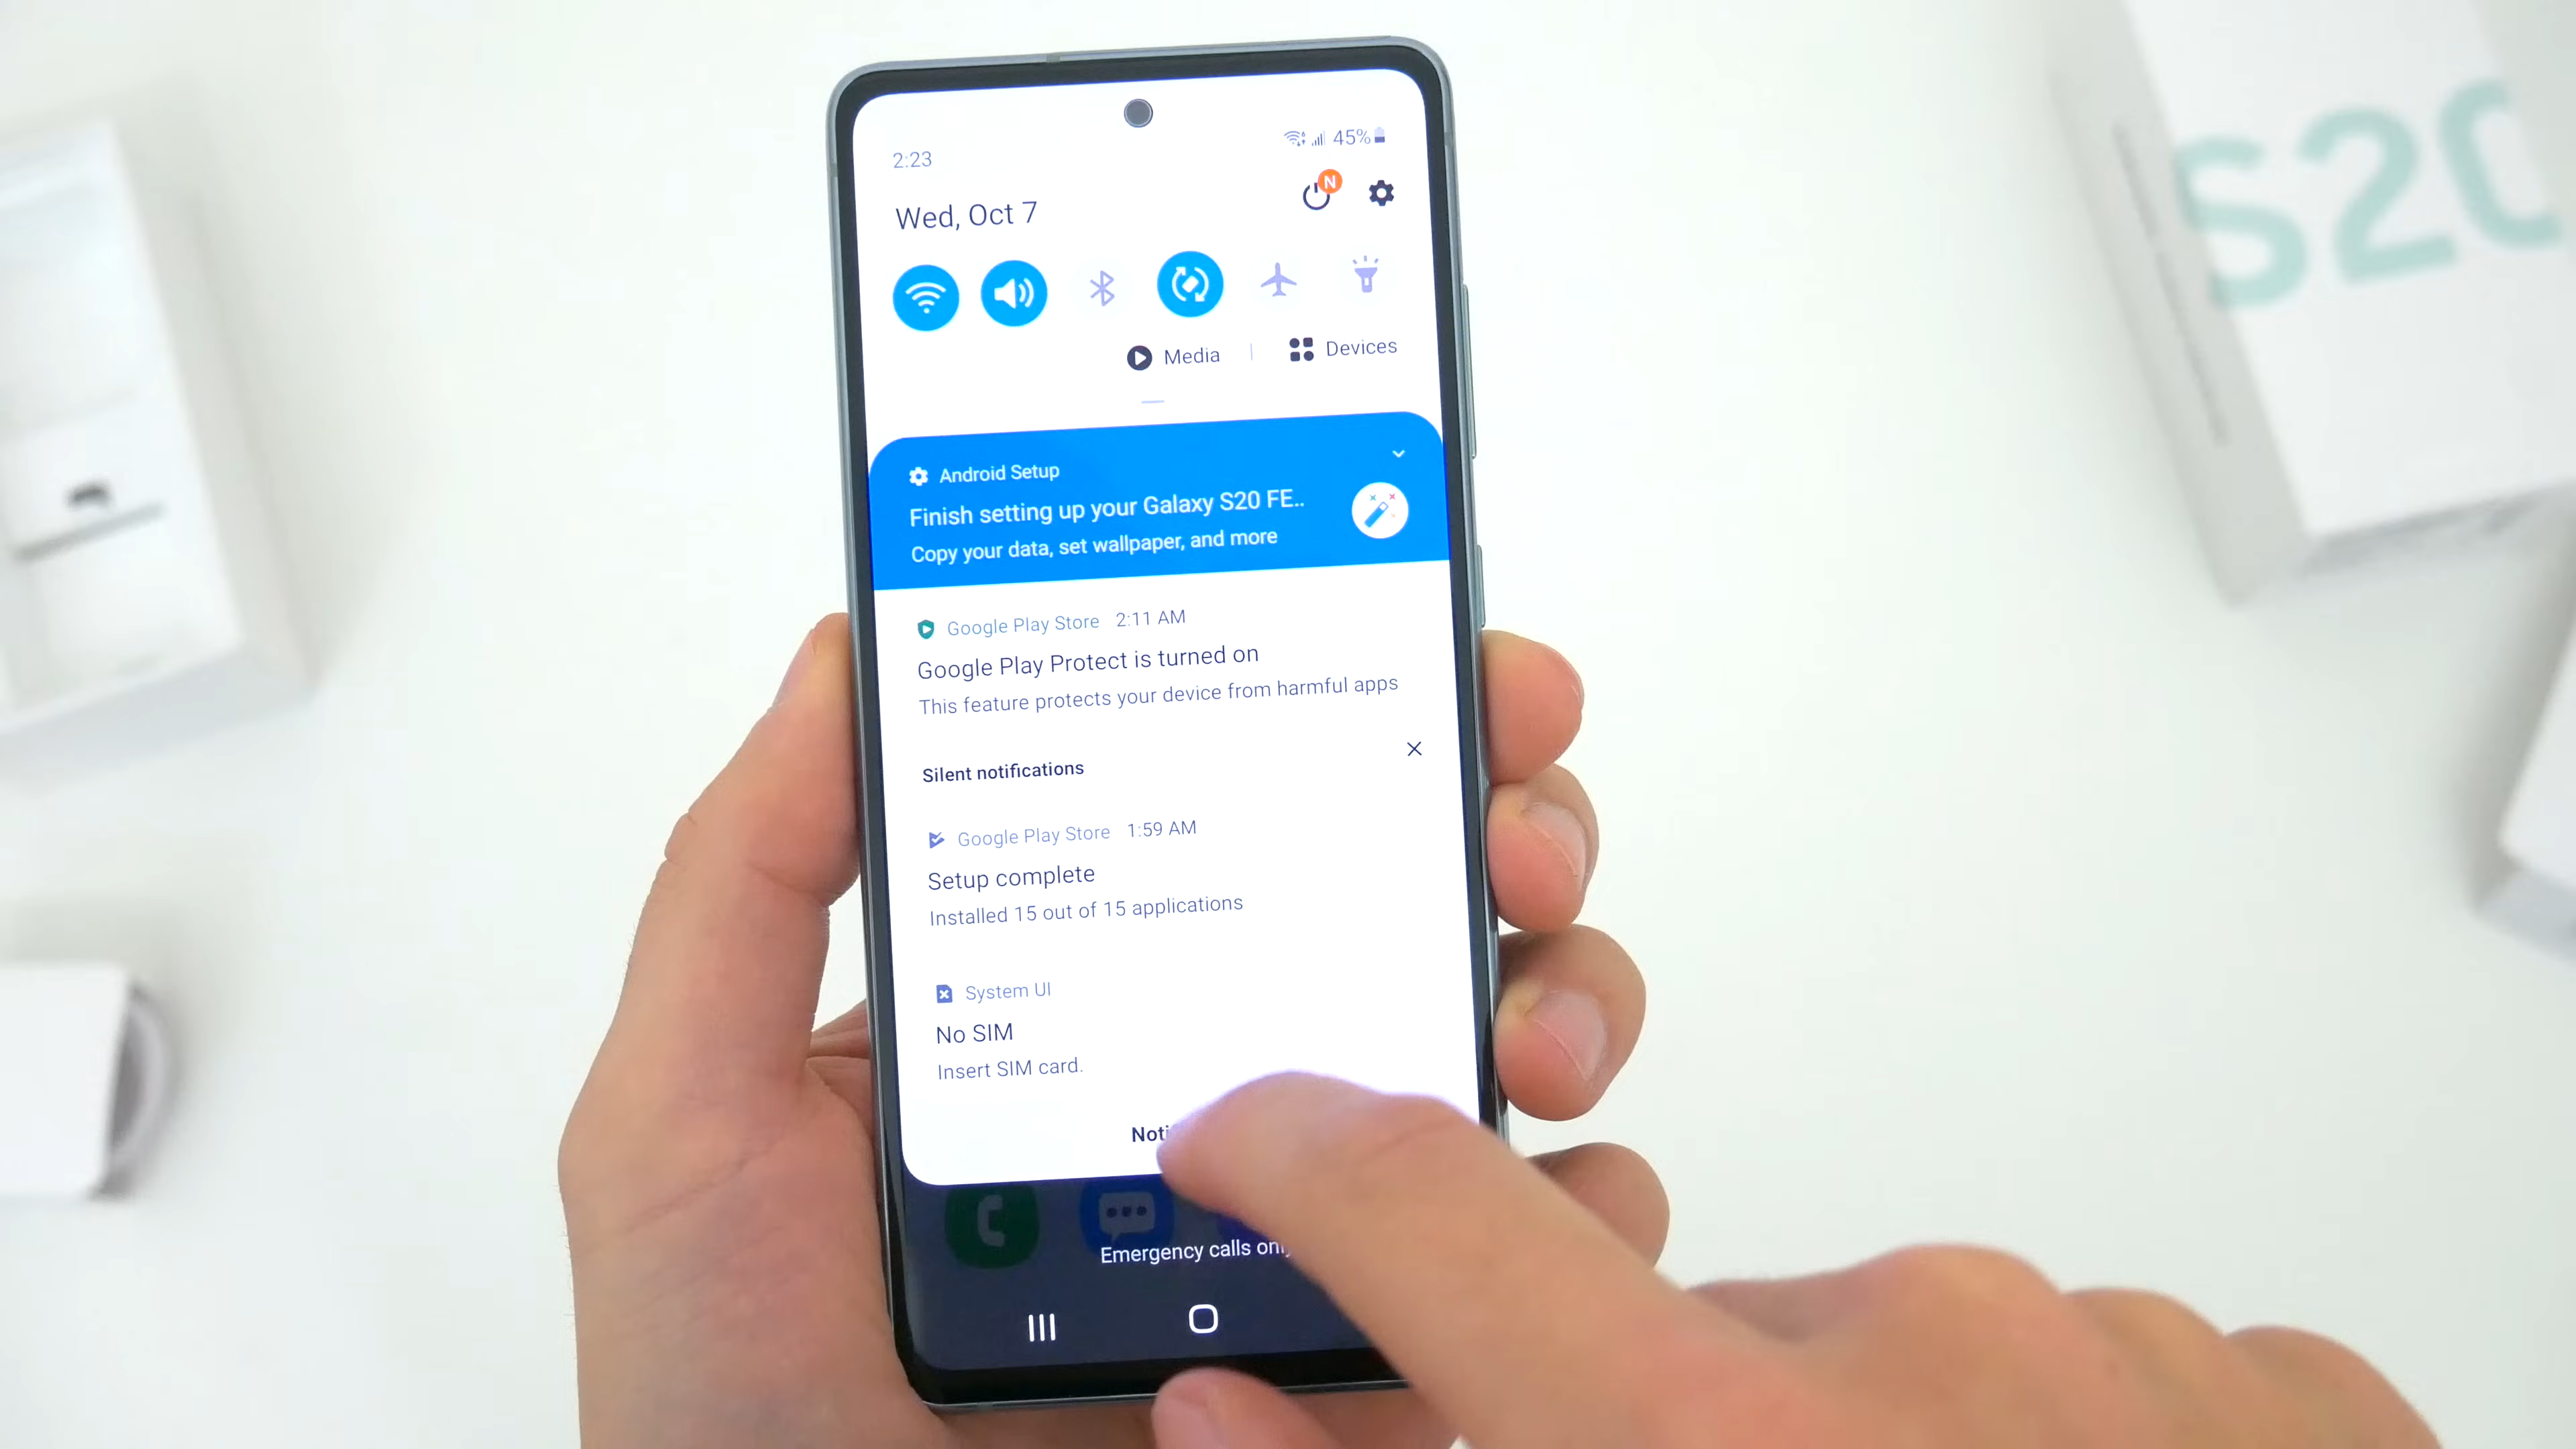 2:23
45%
N
Wed, Oct 7
Media
Devices
Android Setup
Finish setting up your Galaxy S20 FE..
Copy your data, set wallpaper, and more
Google Play Store 2:11 AM
Google Play Protect is turned on
This feature protects your device from harmful apps
Silent notifications
Google Play Store 1:59 AM
Setup complete
Installed 15 out of 15 applications
System UI
No SIM
Insert SIM card.
Emergency calls only
S20